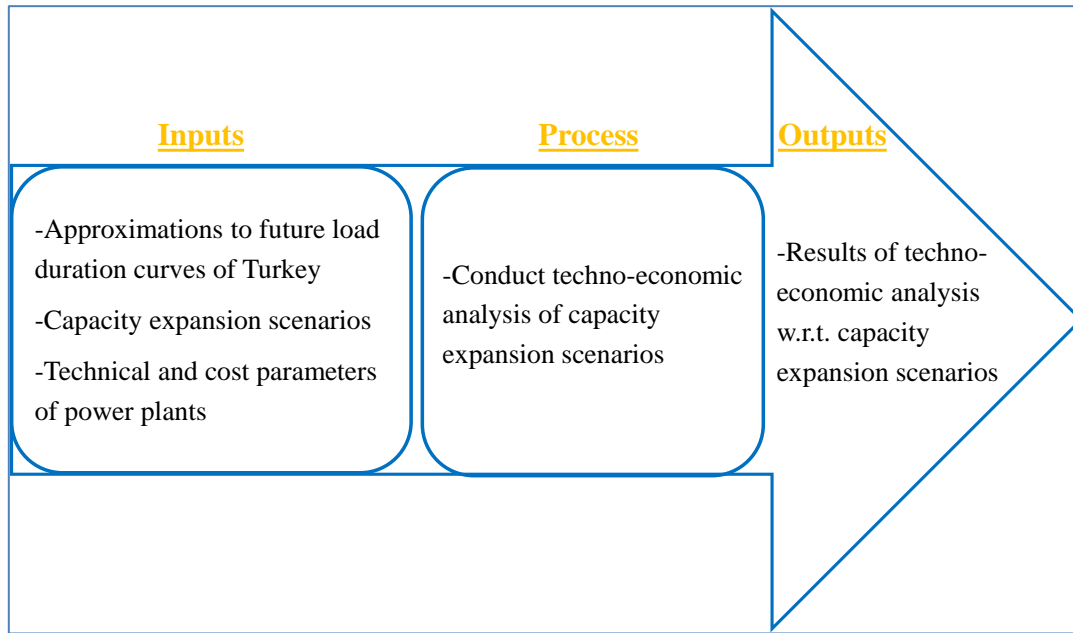 Inputs
-Approximations to future load
duration curves of Turkey
-Capacity expansion scenarios
-Technical and cost parameters
of power plants
Process
-Conduct techno-economic
analysis of capacity
expansion scenarios
Outputs
-Results of techno-
economic analysis
w.r.t. capacity
expansion scenarios